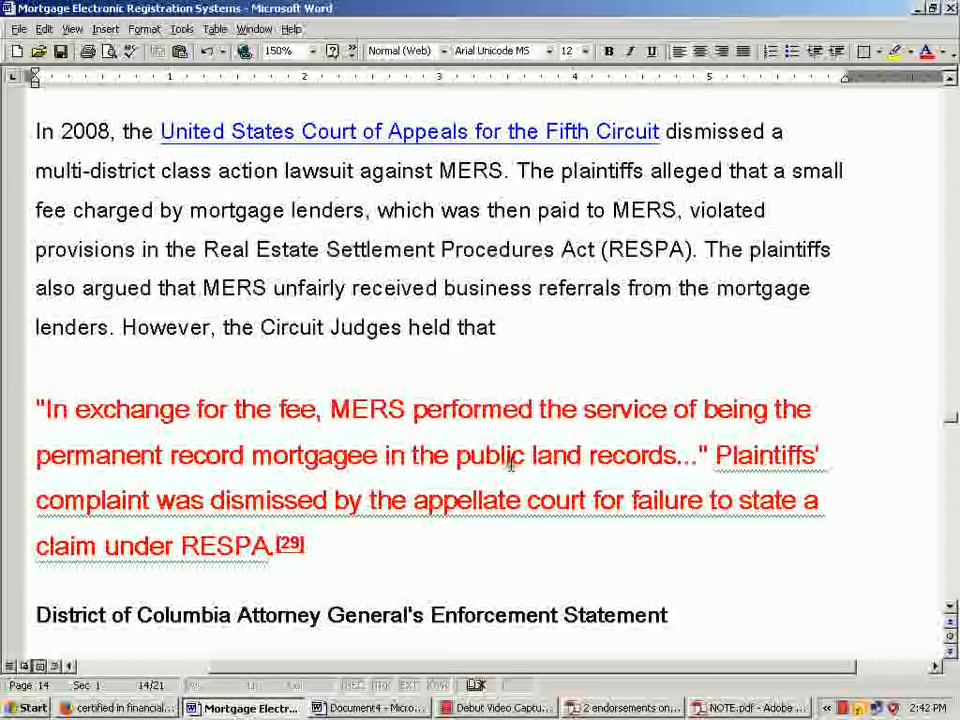 Mortgage Electronic Registration Systems - Microsoft Word
File Edit View Insert Format Tools Table Window Help
150% Normal (Web) Arial Unicode MS 12 B I U A
1 2 3 4 5
In 2008, the United States Court of Appeals for the Fifth Circuit dismissed a
multi-district class action lawsuit against MERS. The plaintiffs alleged that a small
fee charged by mortgage lenders, which was then paid to MERS, violated
provisions in the Real Estate Settlement Procedures Act (RESPA). The plaintiffs
also argued that MERS unfairly received business referrals from the mortgage
lenders. However, the Circuit Judges held that
"In exchange for the fee, MERS performed the service of being the
permanent record mortgagee in the public land records..." Plaintiffs'
complaint was dismissed by the appellate court for failure to state a
claim under RESPA.[29]
District of Columbia Attorney General's Enforcement Statement
Page 14 Sec 1 14/21 REC TRK EXT OVR
Start certified in financial... Mortgage Electr... Document4 - Micro... Debut Video Captu... 2 endorsements on... NOTE.pdf - Adobe ... 2:42 PM